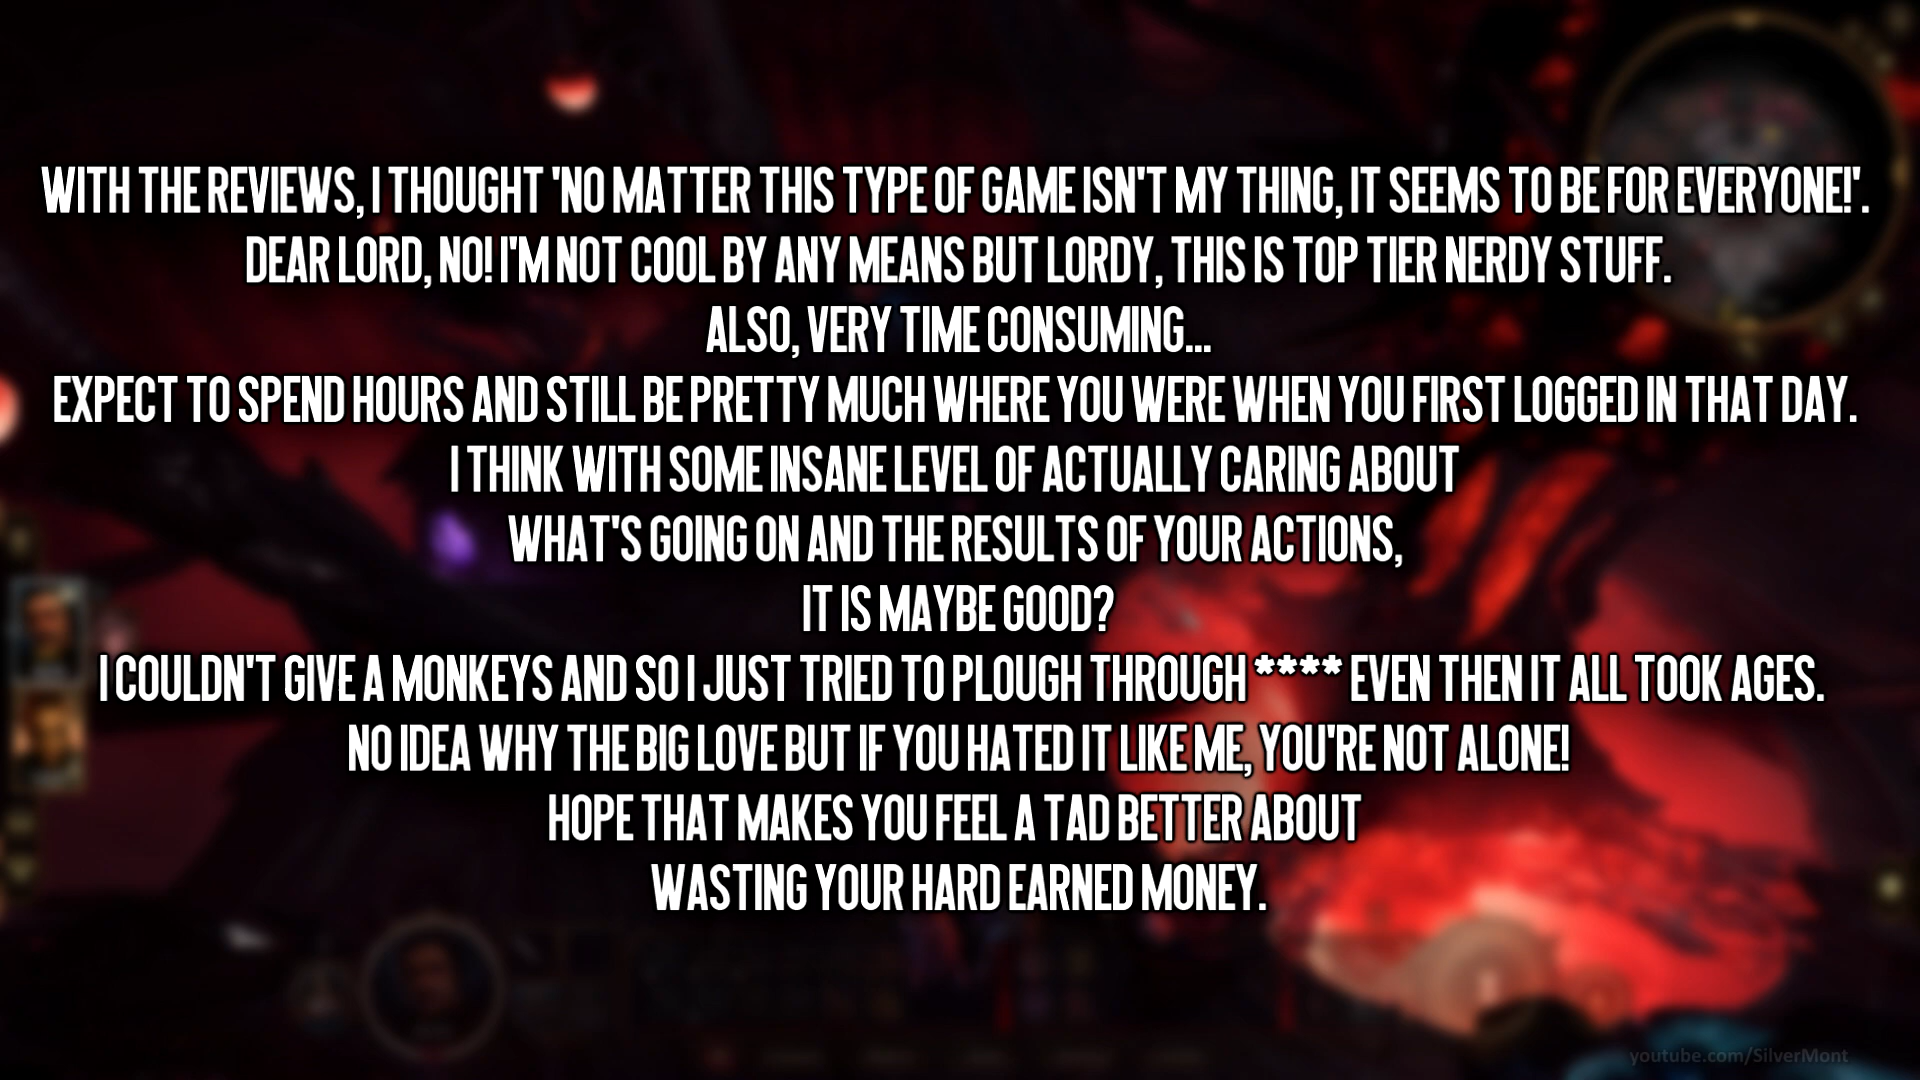 WITH THE REVIEWS, I THOUGHT 'NO MATTER THIS TYPE OF GAME ISN'T MY THING, IT SEEMS TO BE FOR EVERYONE!'.
DEAR LORD, NO! I'M NOT COOL BY ANY MEANS BUT LORDY, THIS IS TOP TIER NERDY STUFF.
ALSO, VERY TIME CONSUMING...
EXPECT TO SPEND HOURS AND STILL BE PRETTY MUCH WHERE YOU WERE WHEN YOU FIRST LOGGED IN THAT DAY.
I THINK WITH SOME INSANE LEVEL OF ACTUALLY CARING ABOUT
WHAT'S GOING ON AND THE RESULTS OF YOUR ACTIONS,
IT IS MAYBE GOOD?
I COULDN'T GIVE A MONKEYS AND SO I JUST TRIED TO PLOUGH THROUGH **** EVEN THEN IT ALL TOOK AGES.
NO IDEA WHY THE BIG LOVE BUT IF YOU HATED IT LIKE ME, YOU'RE NOT ALONE!
HOPE THAT MAKES YOU FEEL A TAD BETTER ABOUT
WASTING YOUR HARD EARNED MONEY.
youtube.com/SilverMont